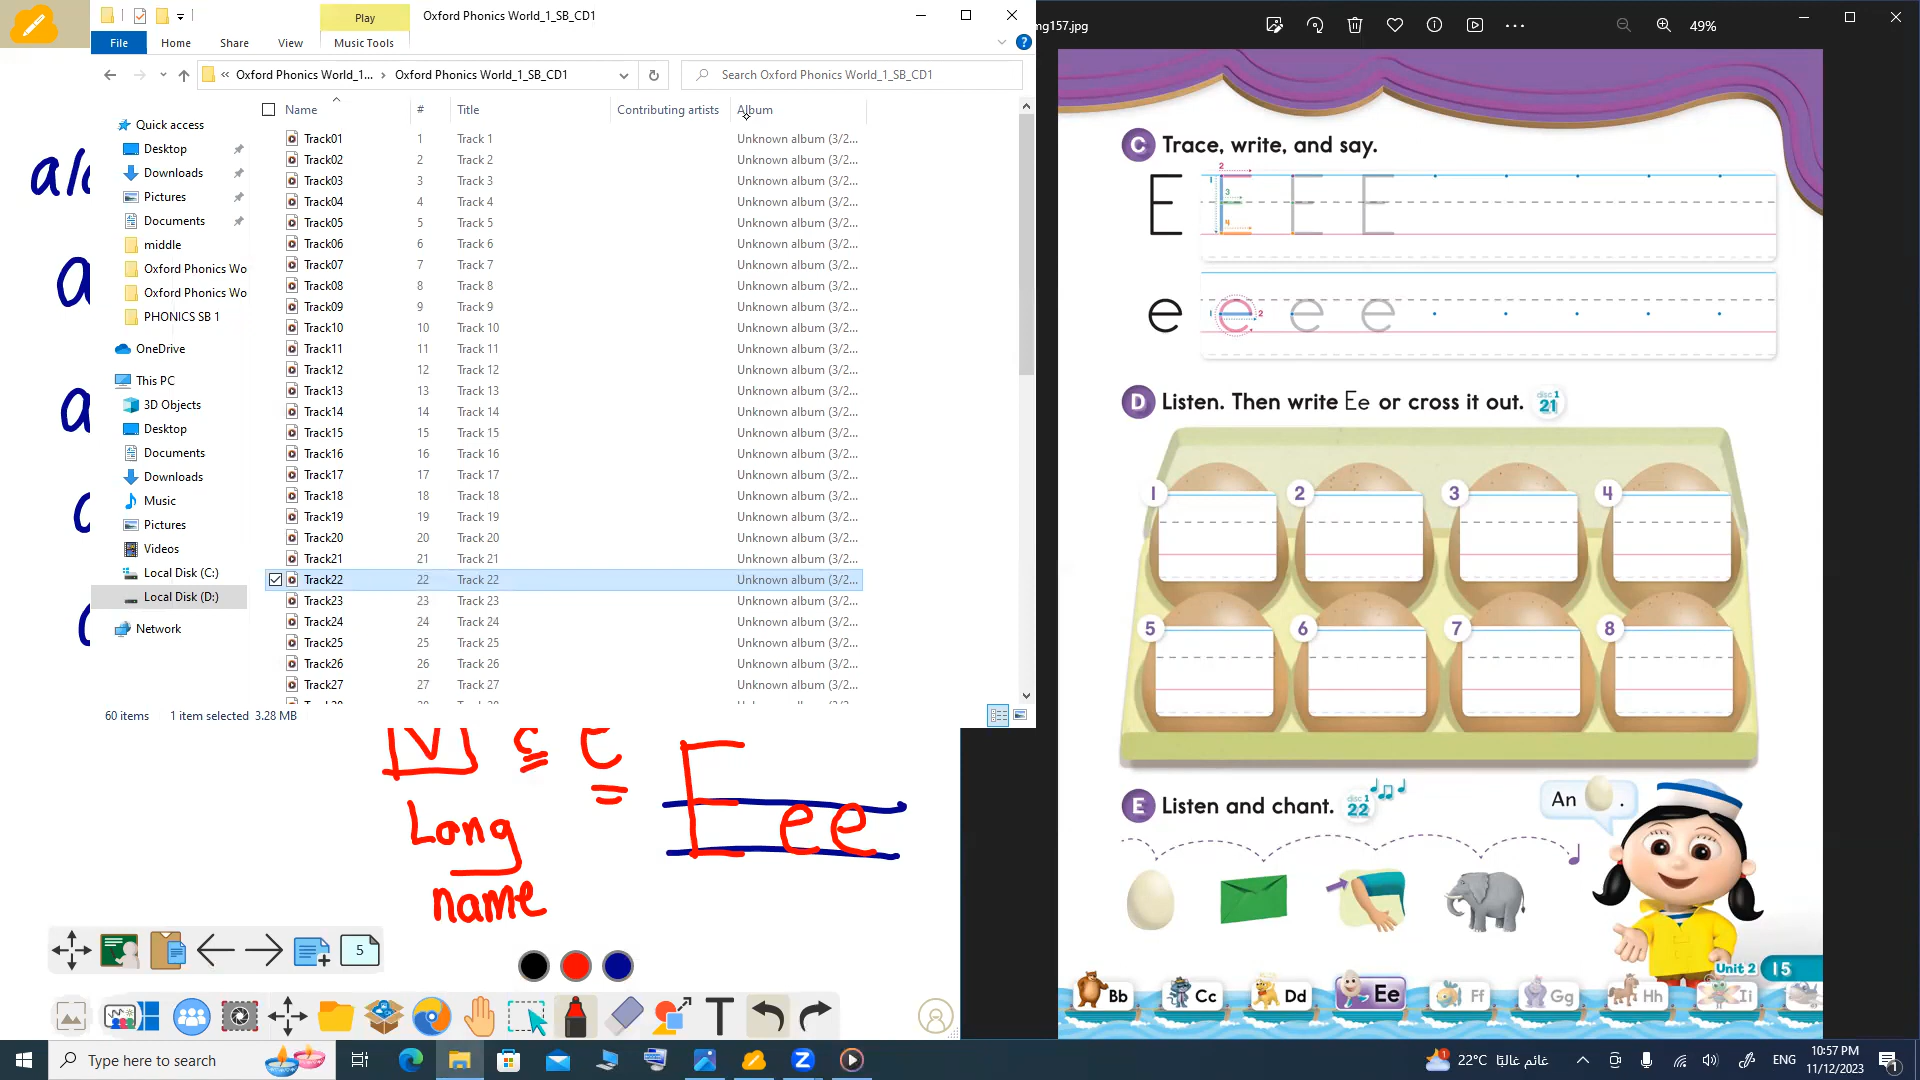 Play
Oxford Phonics World_1_SB_CD1
File
Home
Share
View
Music Tools
?
«
Oxford Phonics World_1...
›
Oxford Phonics World_1_SB_CD1
Search Oxford Phonics World_1_SB_CD1
Name
#
Title
Contributing artists
Album
Quick access
Desktop
Downloads
Pictures
Documents
middle
Oxford Phonics Wo
Oxford Phonics Wo
PHONICS SB 1
OneDrive
This PC
3D Objects
Desktop
Documents
Downloads
Music
Pictures
Videos
Local Disk (C:)
Local Disk (D:)
Network
Track01 1 Track 1 Unknown album (3/2...
Track02 2 Track 2 Unknown album (3/2...
Track03 3 Track 3 Unknown album (3/2...
Track04 4 Track 4 Unknown album (3/2...
Track05 5 Track 5 Unknown album (3/2...
Track06 6 Track 6 Unknown album (3/2...
Track07 7 Track 7 Unknown album (3/2...
Track08 8 Track 8 Unknown album (3/2...
Track09 9 Track 9 Unknown album (3/2...
Track10 10 Track 10 Unknown album (3/2...
Track11 11 Track 11 Unknown album (3/2...
Track12 12 Track 12 Unknown album (3/2...
Track13 13 Track 13 Unknown album (3/2...
Track14 14 Track 14 Unknown album (3/2...
Track15 15 Track 15 Unknown album (3/2...
Track16 16 Track 16 Unknown album (3/2...
Track17 17 Track 17 Unknown album (3/2...
Track18 18 Track 18 Unknown album (3/2...
Track19 19 Track 19 Unknown album (3/2...
Track20 20 Track 20 Unknown album (3/2...
Track21 21 Track 21 Unknown album (3/2...
Track22 22 Track 22 Unknown album (3/2...
Track23 23 Track 23 Unknown album (3/2...
Track24 24 Track 24 Unknown album (3/2...
Track25 25 Track 25 Unknown album (3/2...
Track26 26 Track 26 Unknown album (3/2...
Track27 27 Track 27 Unknown album (3/2...
60 items
1 item selected 3.28 MB
a
a
Long
name
E e e
5
T
Type here to search
mg157.jpg
49%
C Trace, write, and say.
E E E E
1 2 3 4
e e e e
1 2
D Listen. Then write Ee or cross it out.
disc 1
21
1 2 3 4
5 6 7 8
E Listen and chant.
disc 1
22
An .
Unit 2 15
Bb Cc Dd Ee Ff Gg Hh Ii
1
22°C غائم غالبًا
ENG
10:57 PM
11/12/2023
1